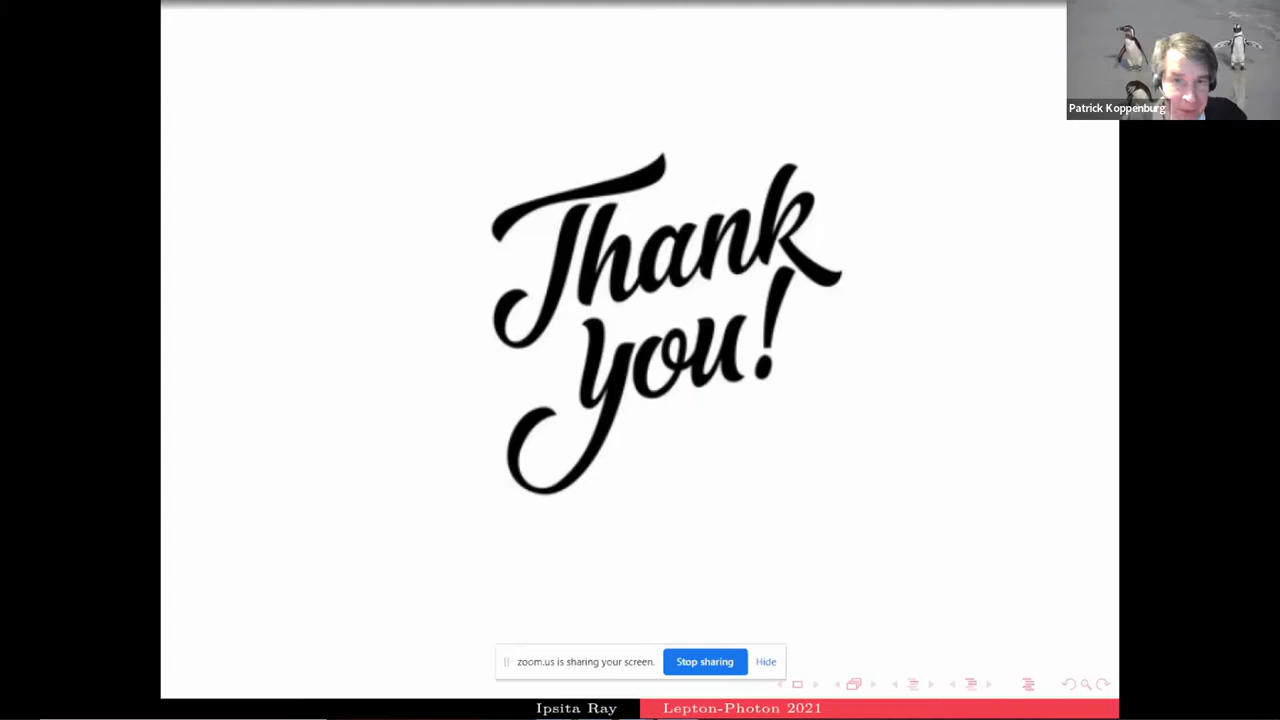 Patrick Koppenburg
Thank
you!
zoom.us is sharing your screen. Stop sharing Hide
Ipsita Ray Lepton-Photon 2021